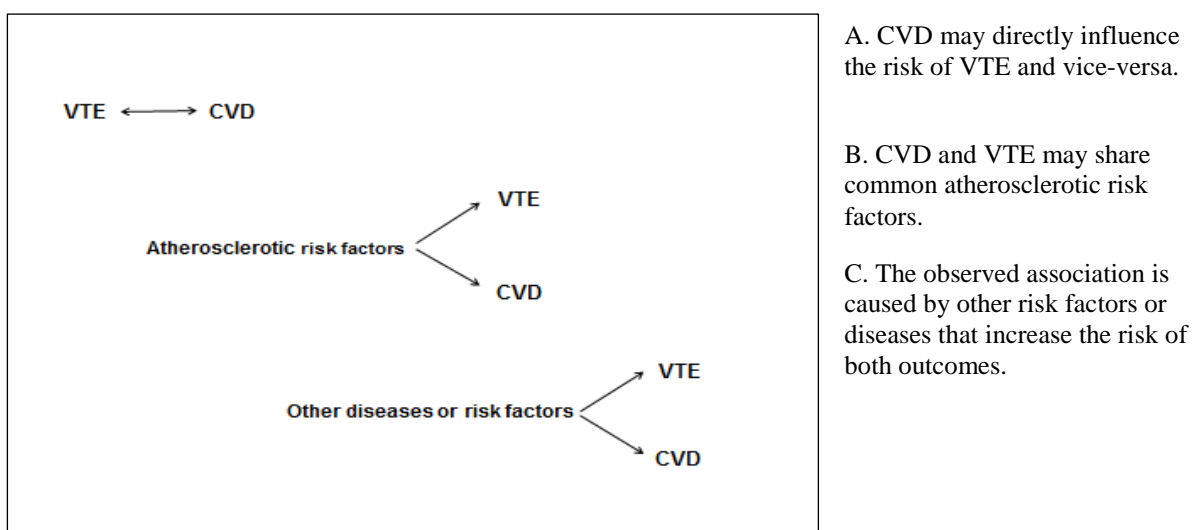 VTE CVD
VTE
Atherosclerotic risk factors
CVD
VTE
Other diseases or risk factors
CVD
A. CVD may directly influence
the risk of VTE and vice-versa.
B. CVD and VTE may share
common atherosclerotic risk
factors.
C. The observed association is
caused by other risk factors or
diseases that increase the risk of
both outcomes.